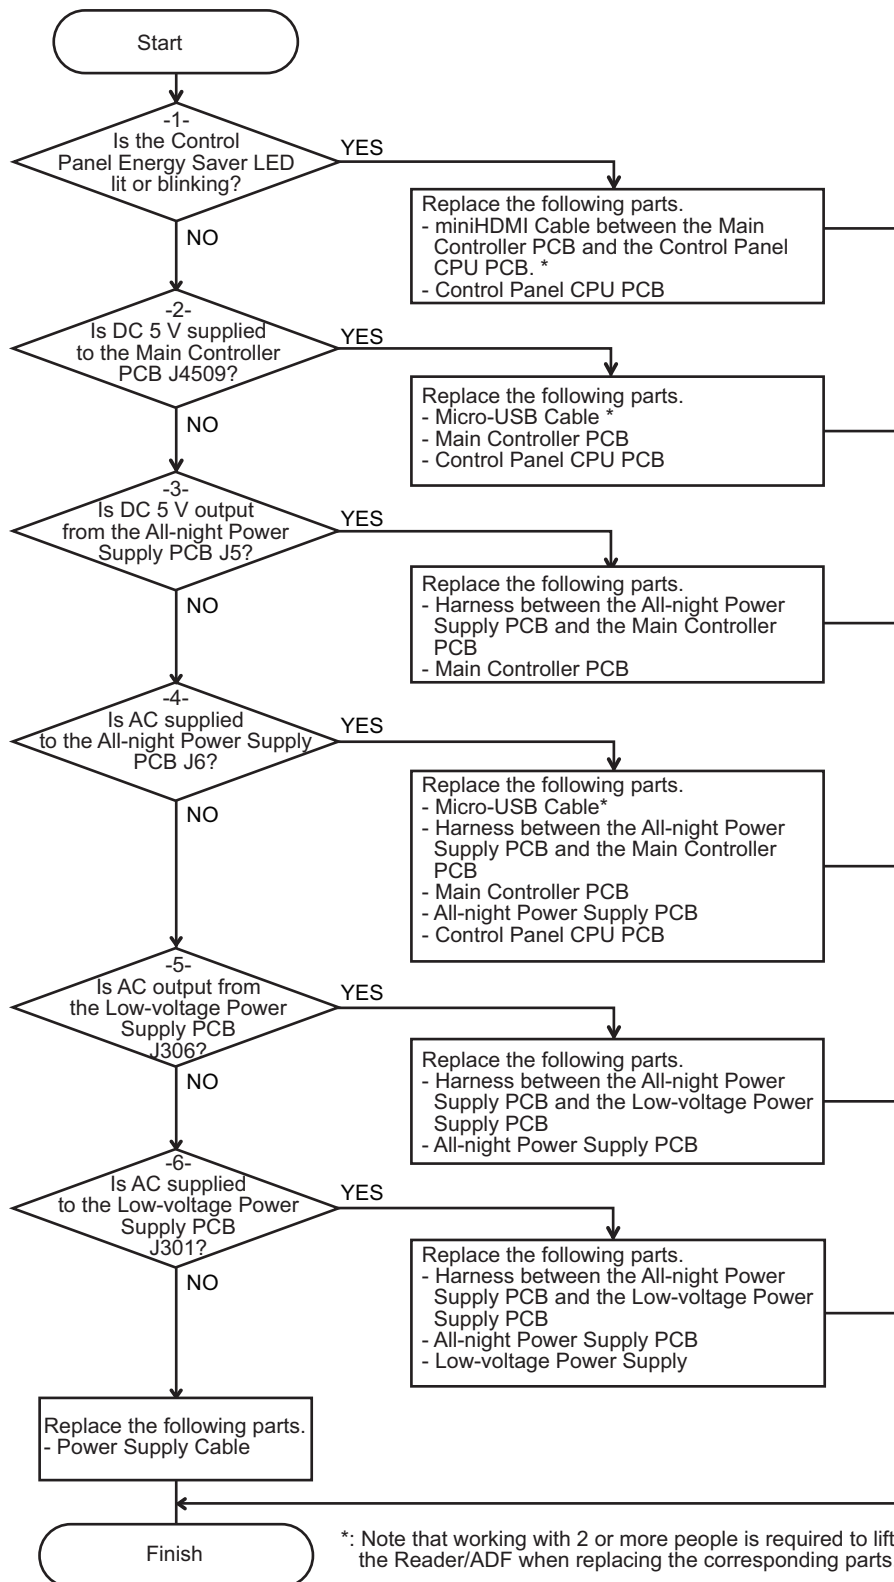 Start
-1-
Is the Control
Panel Energy Saver LED
lit or blinking?
YES
Replace the following parts.
- miniHDMI Cable between the Main
Controller PCB and the Control Panel
CPU PCB. *
- Control Panel CPU PCB
NO
-2-
Is DC 5 V supplied
to the Main Controller
PCB J4509?
YES
Replace the following parts.
- Micro-USB Cable *
- Main Controller PCB
- Control Panel CPU PCB
NO
-3-
Is DC 5 V output
from the All-night Power
Supply PCB J5?
YES
Replace the following parts.
- Harness between the All-night Power
Supply PCB and the Main Controller
PCB
- Main Controller PCB
NO
-4-
Is AC supplied
to the All-night Power Supply
PCB J6?
YES
Replace the following parts.
- Micro-USB Cable*
- Harness between the All-night Power
Supply PCB and the Main Controller
PCB
- Main Controller PCB
- All-night Power Supply PCB
- Control Panel CPU PCB
NO
-5-
Is AC output from
the Low-voltage Power
Supply PCB
J306?
YES
Replace the following parts.
- Harness between the All-night Power
Supply PCB and the Low-voltage Power
Supply PCB
- All-night Power Supply PCB
NO
-6-
Is AC supplied
to the Low-voltage Power
Supply PCB
J301?
YES
Replace the following parts.
- Harness between the All-night Power
Supply PCB and the Low-voltage Power
Supply PCB
- All-night Power Supply PCB
- Low-voltage Power Supply
NO
Replace the following parts.
- Power Supply Cable
Finish
*: Note that working with 2 or more people is required to lift
the Reader/ADF when replacing the corresponding parts